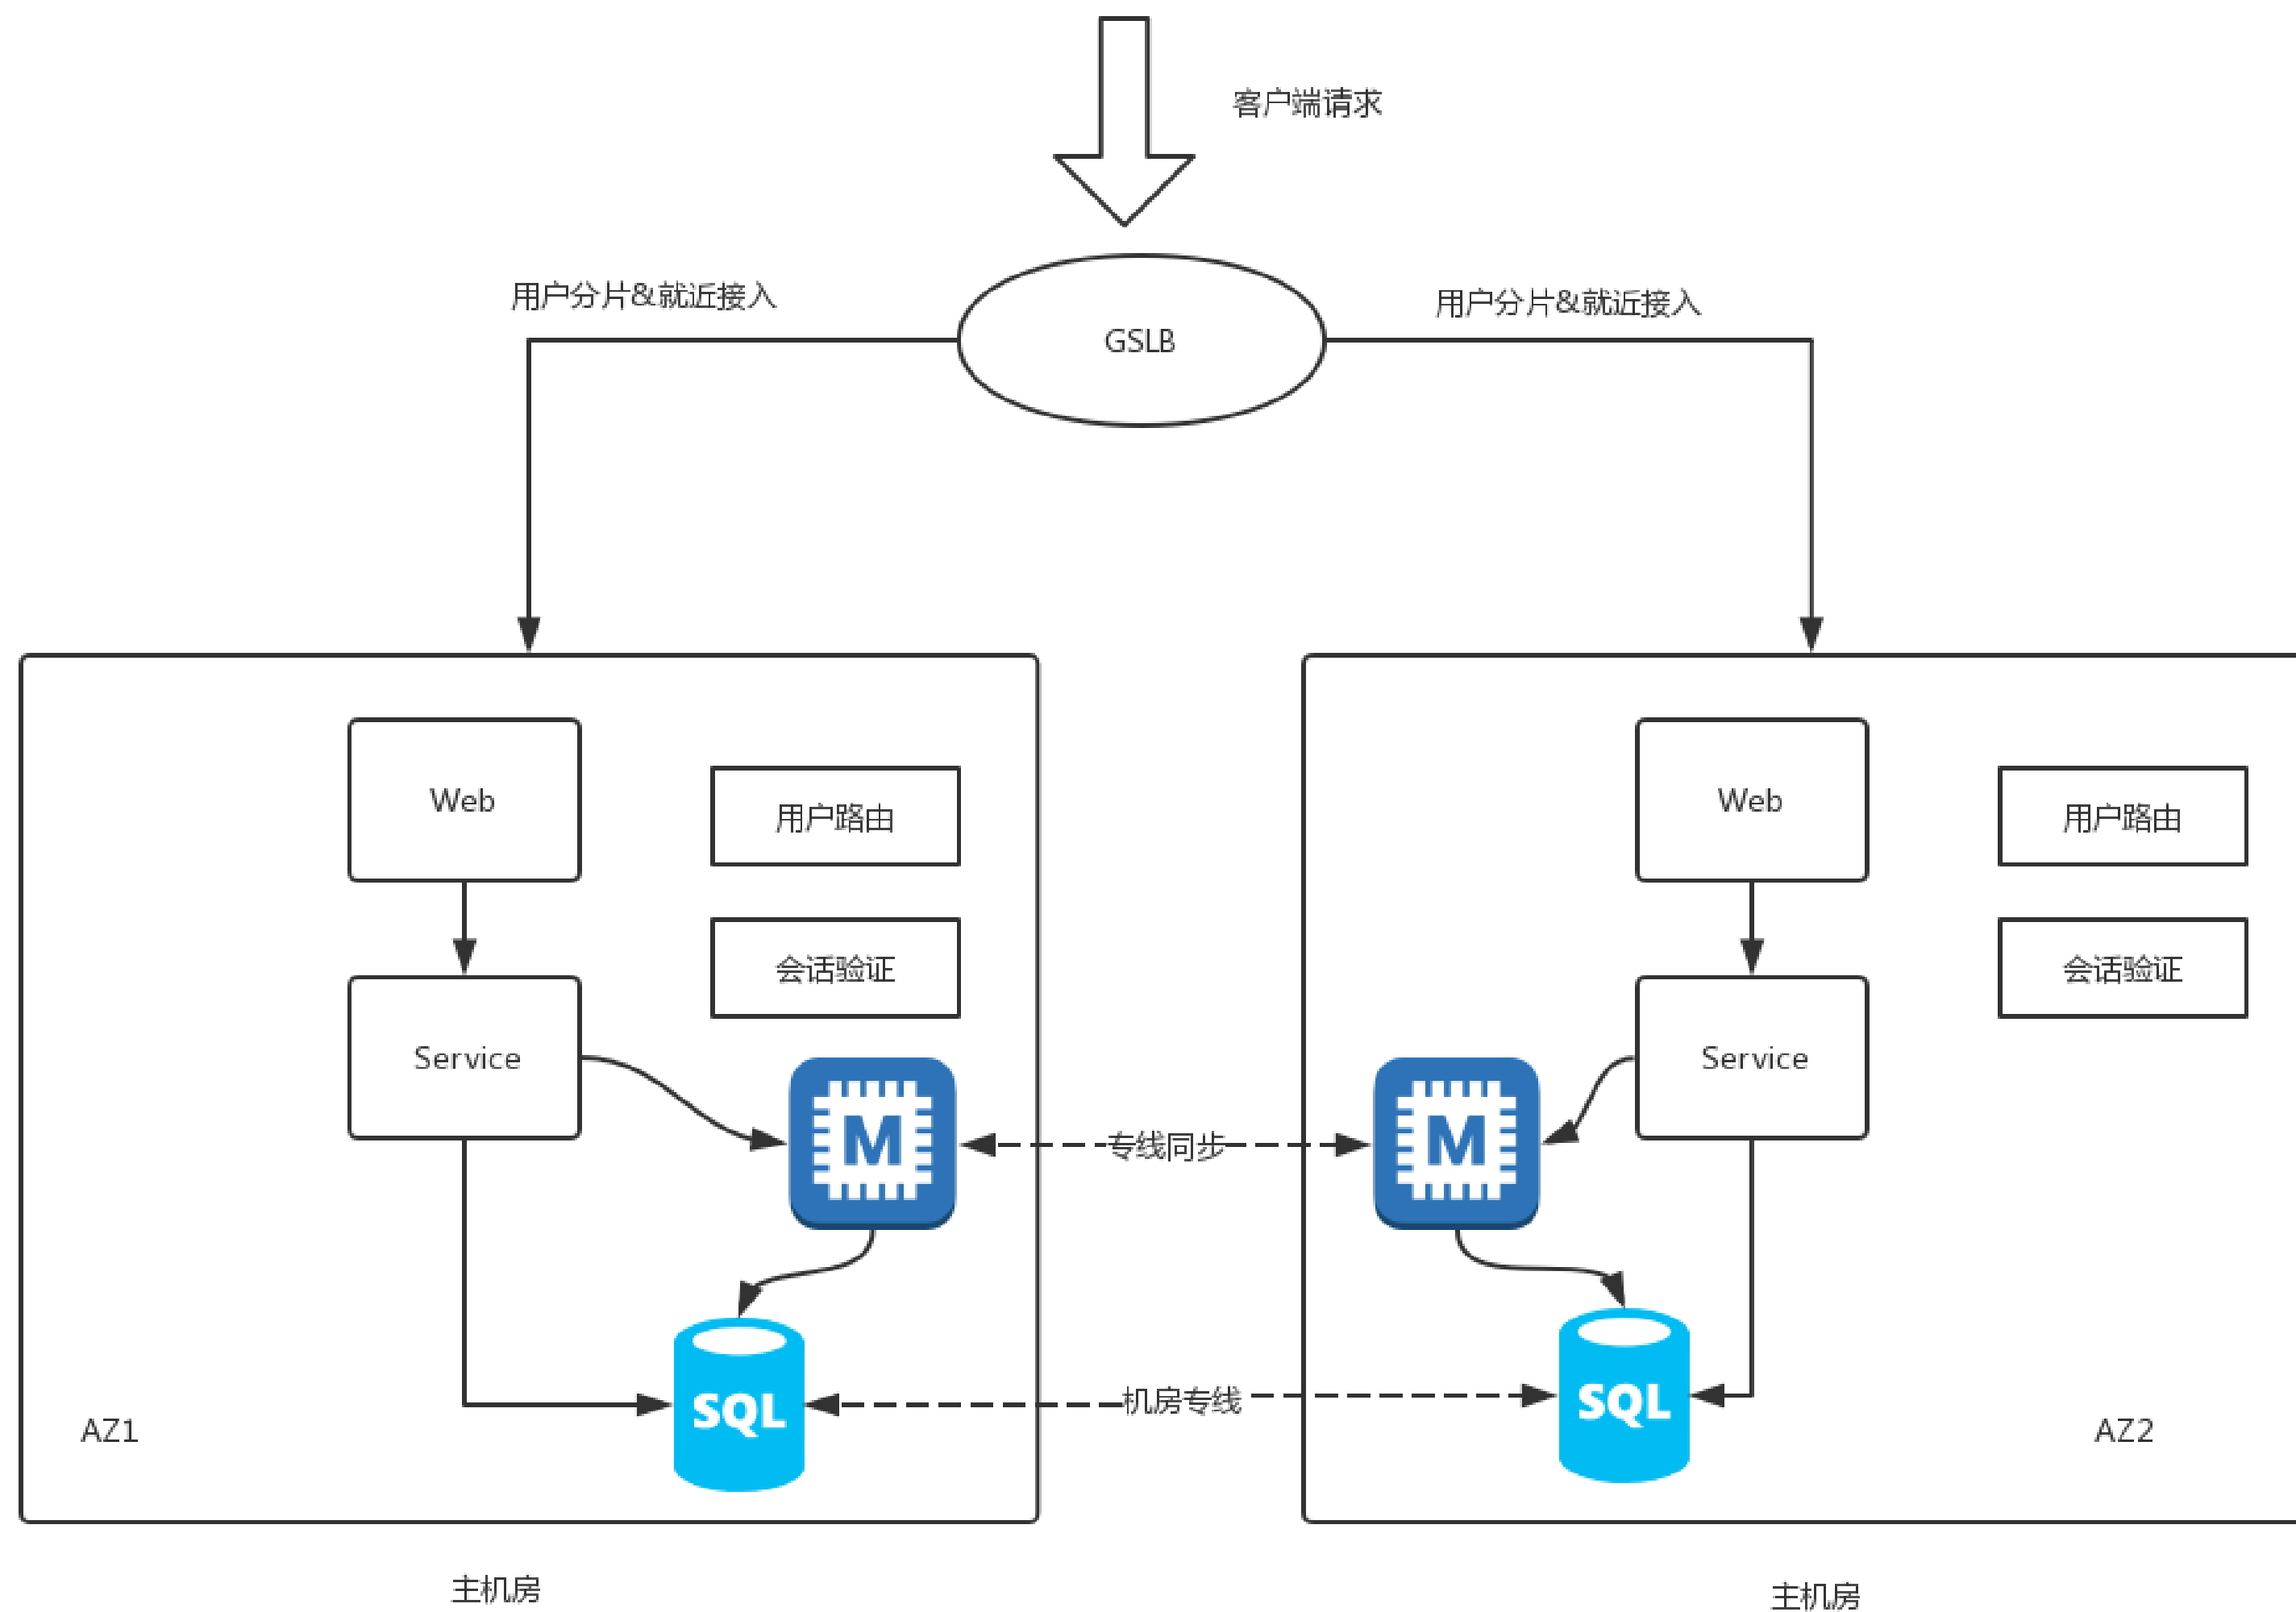 客户端请求
用户分片&就近接入
用户分片&就近接入
GSLB
Web
用户路由
Web
用户路由
会话验证
会话验证
Service
Service
M
专线同步
M
SQL
机房专线
SQL
AZ1
AZ2
主机房
主机房